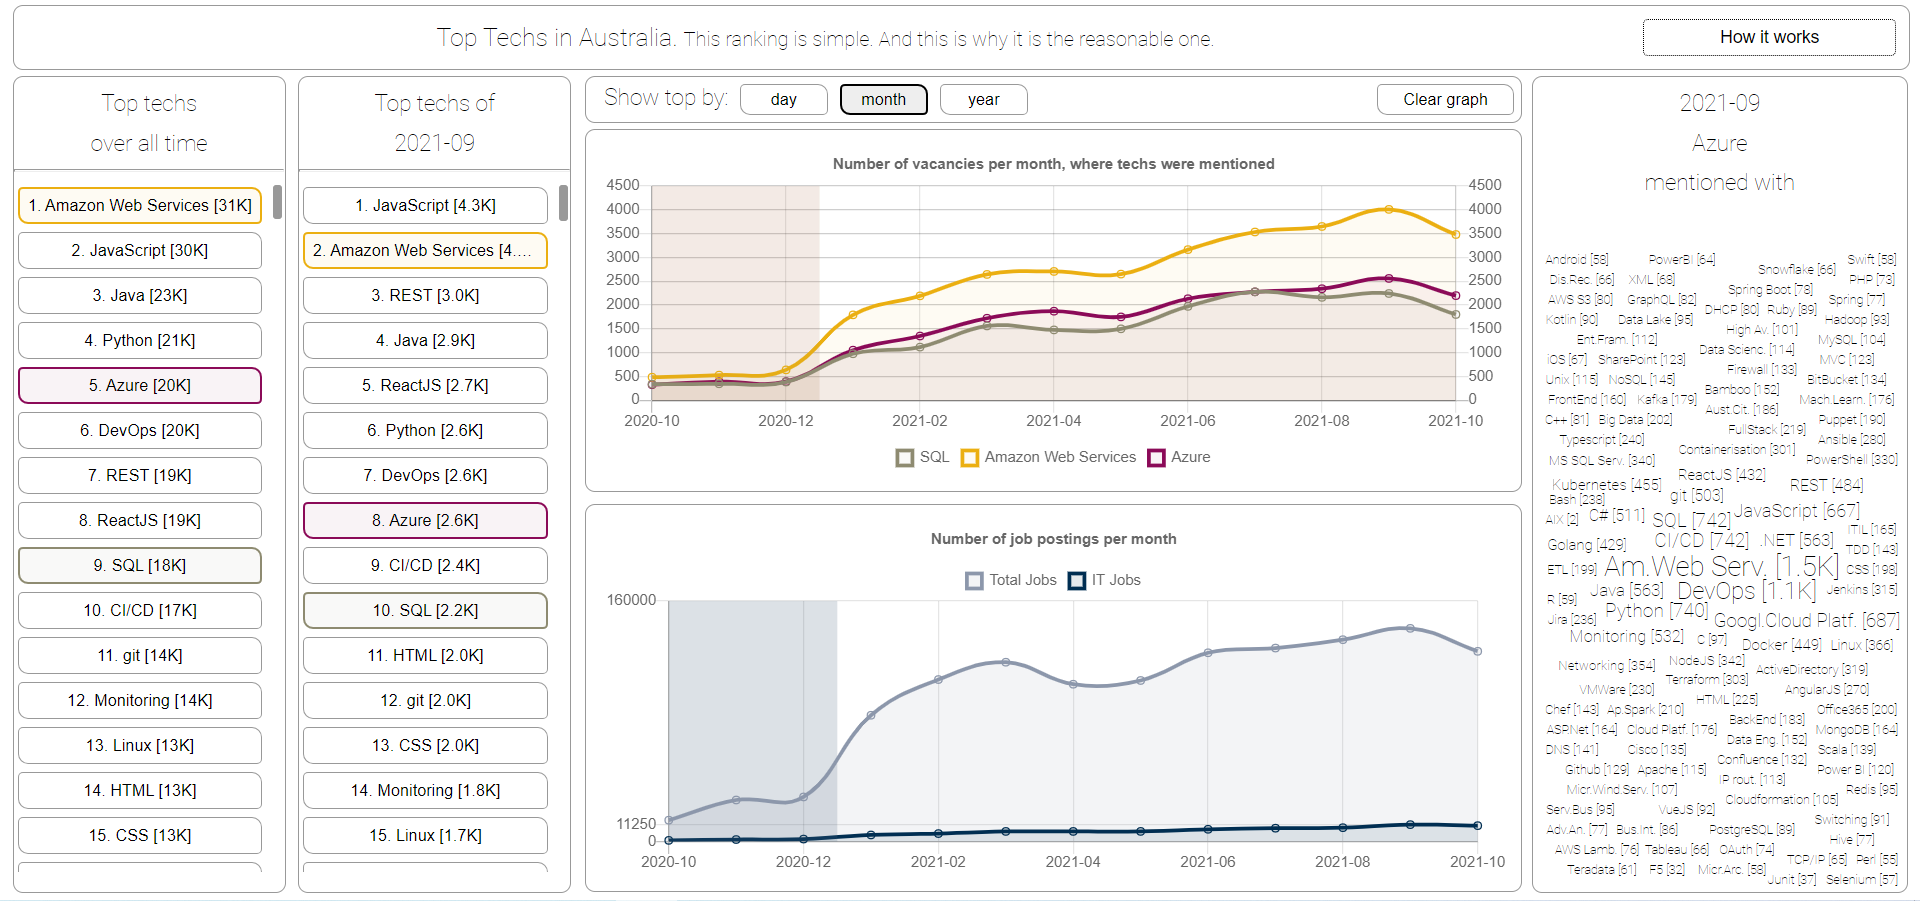 Top Techs in Australia. This ranking is simple. And this is why it is the reasonable one.
How it works
Top techs
over all time
1. Amazon Web Services [31K]
2. JavaScript [30K]
3. Java [23K]
4. Python [21K]
5. Azure [20K]
6. DevOps [20K]
7. REST [19K]
8. ReactJS [19K]
9. SQL [18K]
10. CI/CD [17K]
11. git [14K]
12. Monitoring [14K]
13. Linux [13K]
14. HTML [13K]
15. CSS [13K]
Top techs of
2021-09
1. JavaScript [4.3K]
2. Amazon Web Services [4....
3. REST [3.0K]
4. Java [2.9K]
5. ReactJS [2.7K]
6. Python [2.6K]
7. DevOps [2.6K]
8. Azure [2.6K]
9. CI/CD [2.4K]
10. SQL [2.2K]
11. HTML [2.0K]
12. git [2.0K]
13. CSS [2.0K]
14. Monitoring [1.8K]
15. Linux [1.7K]
Show top by: day month year Clear graph
Number of vacancies per month, where techs were mentioned
4500 4500
4000 4000
3500 3500
3000 3000
2500 2500
2000 2000
1500 1500
1000 1000
500 500
0 0
2020-10 2020-12 2021-02 2021-04 2021-06 2021-08 2021-10
SQL Amazon Web Services Azure
Number of job postings per month
Total Jobs IT Jobs
160000
11250
0
2020-10 2020-12 2021-02 2021-04 2021-06 2021-08 2021-10
2021-09
Azure
mentioned with
Android [58] PowerBI [64] Swift [58]
Snowflake [66]
Dis.Rec. [66] XML [68] PHP [73]
Spring Boot [78]
AWS S3 [80] GraphQL [82] Spring [77]
DHCP [80] Ruby [89]
Kotlin [90] Data Lake [95] Hadoop [93]
High Av. [101]
Ent.Fram. [112] MySQL [104]
Data Scienc. [114]
iOS [67] SharePoint [123] MVC [123]
Firewall [133]
Unix [115] NoSQL [145] BitBucket [134]
Bamboo [152]
FrontEnd [160] Kafka [179] Mach.Learn. [176]
Aust.Cit. [186]
C++ [81] Big Data [202] Puppet [190]
FullStack [219]
Typescript [240] Ansible [280]
Containerisation [301]
MS SQL Serv. [340] PowerShell [330]
ReactJS [432]
Kubernetes [455] REST [484]
Bash [238] git [503]
AIX [2] C# [511] SQL [742] JavaScript [667]
ITIL [165]
Golang [429] CI/CD [742] .NET [563] TDD [143]
ETL [199] Am.Web Serv. [1.5K] CSS [198]
R [59] Java [563] DevOps [1.1K] Jenkins [315]
Jira [236] Python [740] Googl.Cloud Platf. [687]
Monitoring [532] C [97] Docker [449] Linux [366]
Networking [354] NodeJS [342] ActiveDirectory [319]
Terraform [303]
VMWare [230] AngularJS [270]
HTML [225]
Chef [143] Ap.Spark [210] Office365 [200]
BackEnd [183]
ASP.Net [164] Cloud Platf. [176] MongoDB [164]
Data Eng. [152]
DNS [141] Cisco [135] Scala [139]
Confluence [132]
Github [129] Apache [115] Power BI [120]
IP rout. [113]
Micr.Wind.Serv. [107] Redis [95]
Cloudformation [105]
Serv.Bus [95] VueJS [92]
Switching [91]
Adv.An. [77] Bus.Int. [86] PostgreSQL [89]
Hive [77]
AWS Lamb. [76] Tableau [66] OAuth [74]
TCP/IP [65] Perl [55]
Teradata [61] F5 [32] Micr.Arc. [58]
Junit [37] Selenium [57]